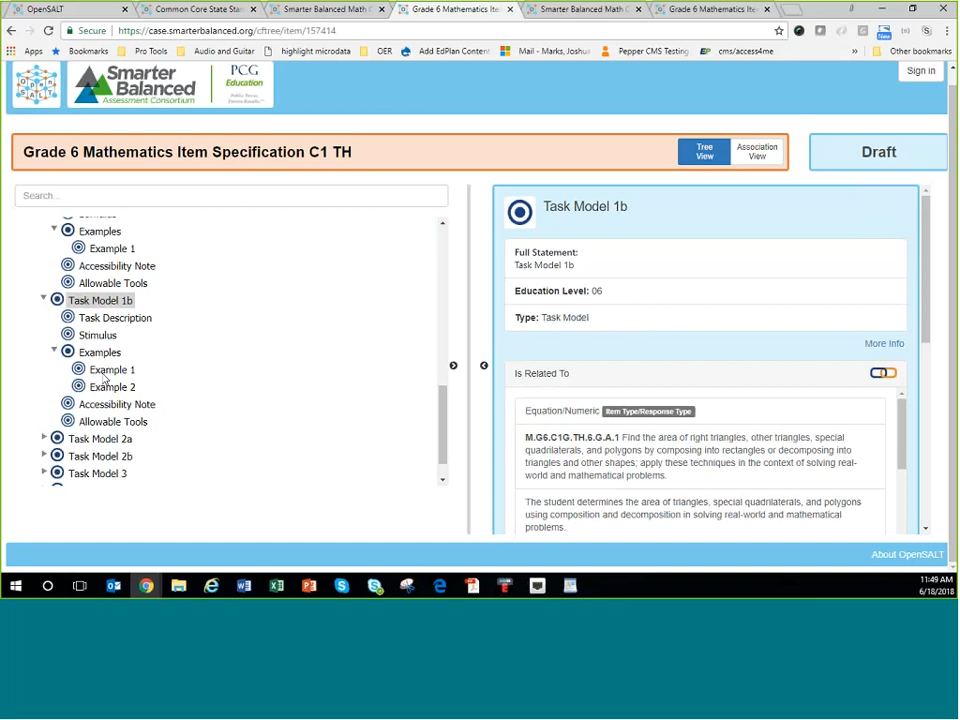 OpenSALT
Common Core State Sta
Smarter Balanced Math C
Grade 6 Mathematics Ite
Smarter Balanced Math C
Grade 6 Mathematics Ite
Secure
https://case.smarterbalanced.org/cftree/item/157414
Apps
Bookmarks
Pro Tools
Audio and Guitar
highlight microdata
OER
Add EdPlan Content
Mail - Marks, Joshua
Pepper CMS Testing
EP cms/access4me
»
Other bookmarks
New
OPEN
SALT
Smarter
Balanced
Assessment Consortium
PCG
Education
Sign in
Grade 6 Mathematics Item Specification C1 TH
Tree
View
Association
View
Draft
Search...
Stimulus
Examples
Example 1
Accessibility Note
Allowable Tools
Task Model 1b
Task Description
Stimulus
Examples
Example 1
Example 2
Accessibility Note
Allowable Tools
Task Model 2a
Task Model 2b
Task Model 3
Task Model 1b
Full Statement:
Task Model 1b
Education Level: 06
Type: Task Model
More Info
Is Related To
Equation/Numeric Item Type/Response Type
M.G6.C1G.TH.6.G.A.1 Find the area of right triangles, other triangles, special
quadrilaterals, and polygons by composing into rectangles or decomposing into
triangles and other shapes; apply these techniques in the context of solving real-
world and mathematical problems.
The student determines the area of triangles, special quadrilaterals, and polygons
using composition and decomposition in solving real-world and mathematical
problems.
About OpenSALT
11:49 AM
6/18/2018